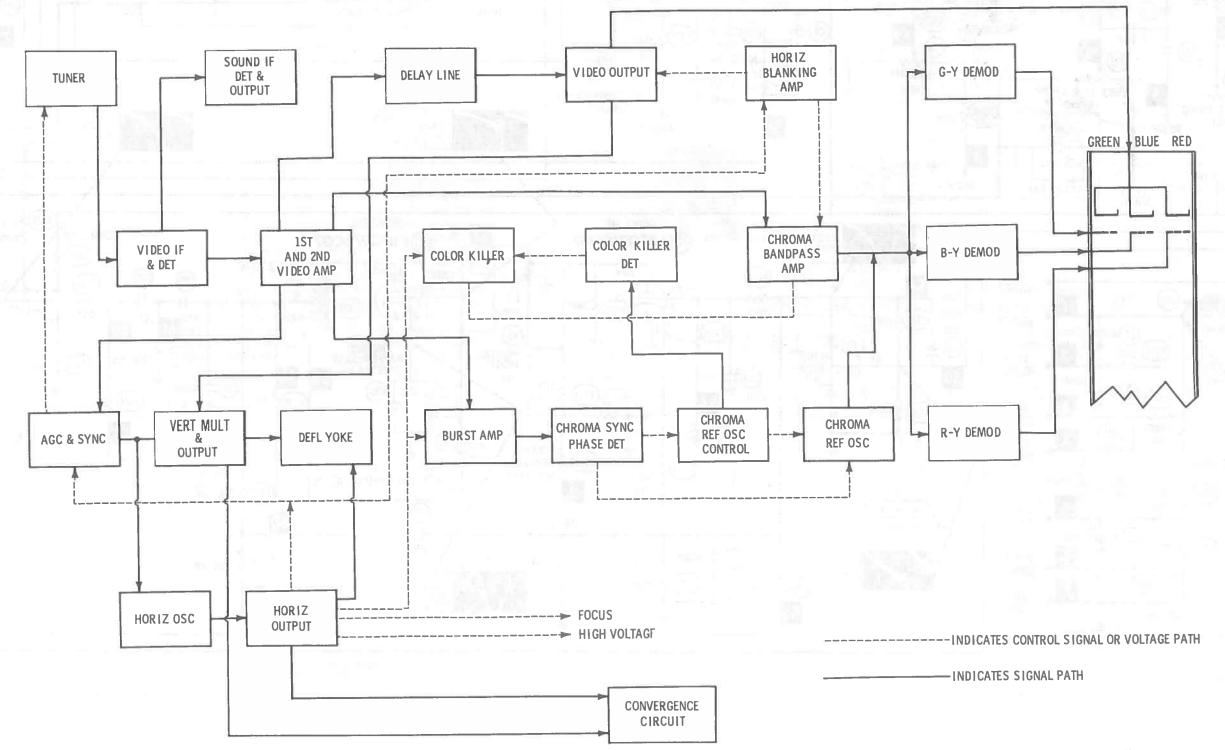 TUNER
SOUND IF
DET &
OUTPUT
DELAY LINE
VIDEO OUTPUT
HORIZ
BLANKING
AMP
G-Y DEMOD
GREEN BLUE RED
VIDEO IF
& DET
1ST
AND 2ND
VIDEO AMP
COLOR KILLER
COLOR KILLER
DET
CHROMA
BANDPASS
AMP
B-Y DEMOD
AGC & SYNC
VERT MULT
&
OUTPUT
DEFL YOKE
BURST AMP
CHROMA SYNC
PHASE DET
CHROMA
REF OSC
CONTROL
CHROMA
REF OSC
R-Y DEMOD
HORIZ OSC
HORIZ
OUTPUT
FOCUS
HIGH VOLTAGE
INDICATES CONTROL SIGNAL OR VOLTAGE PATH
INDICATES SIGNAL PATH
CONVERGENCE
CIRCUIT